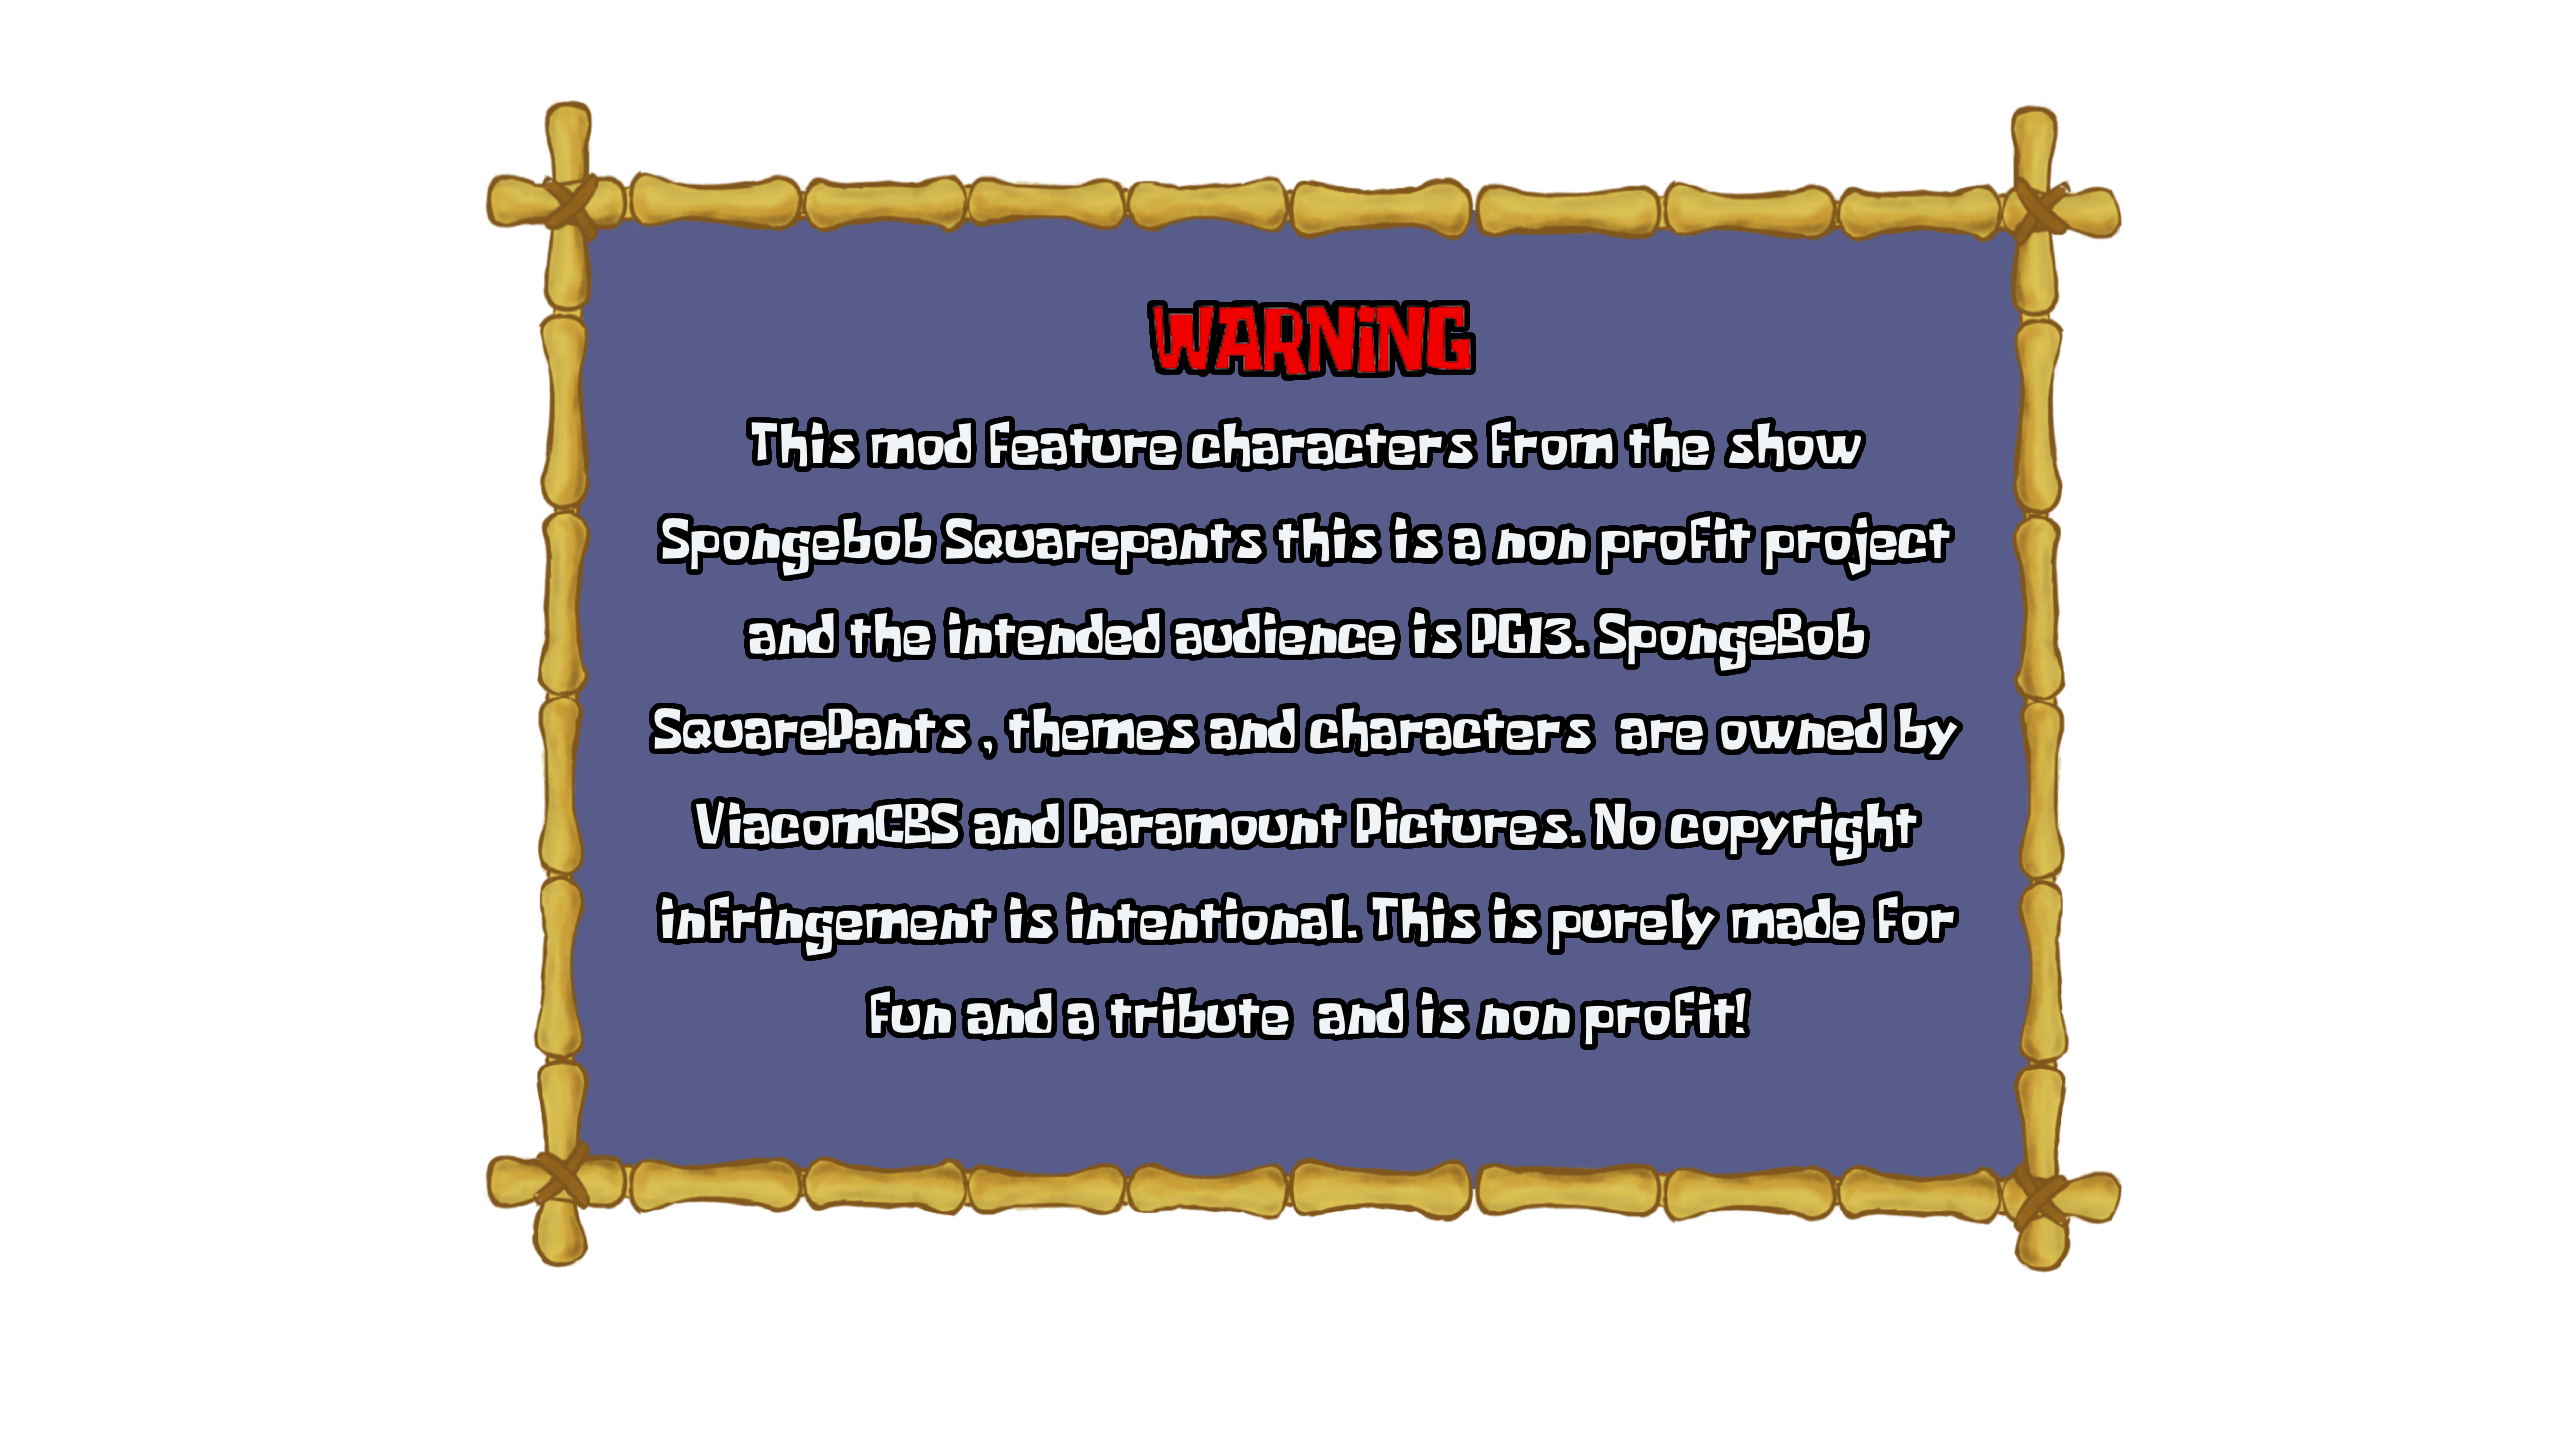 WARNiNG
This mod feature characters from the show
Spongebob Squarepants this is a non profit project
and the intended audience is PG13. SpongeBob
SquarePants , themes and characters  are owned by
ViacomCBS and Paramount Pictures. No copyright
infringement is intentional. This is purely made for
fun and a tribute  and is non profit!